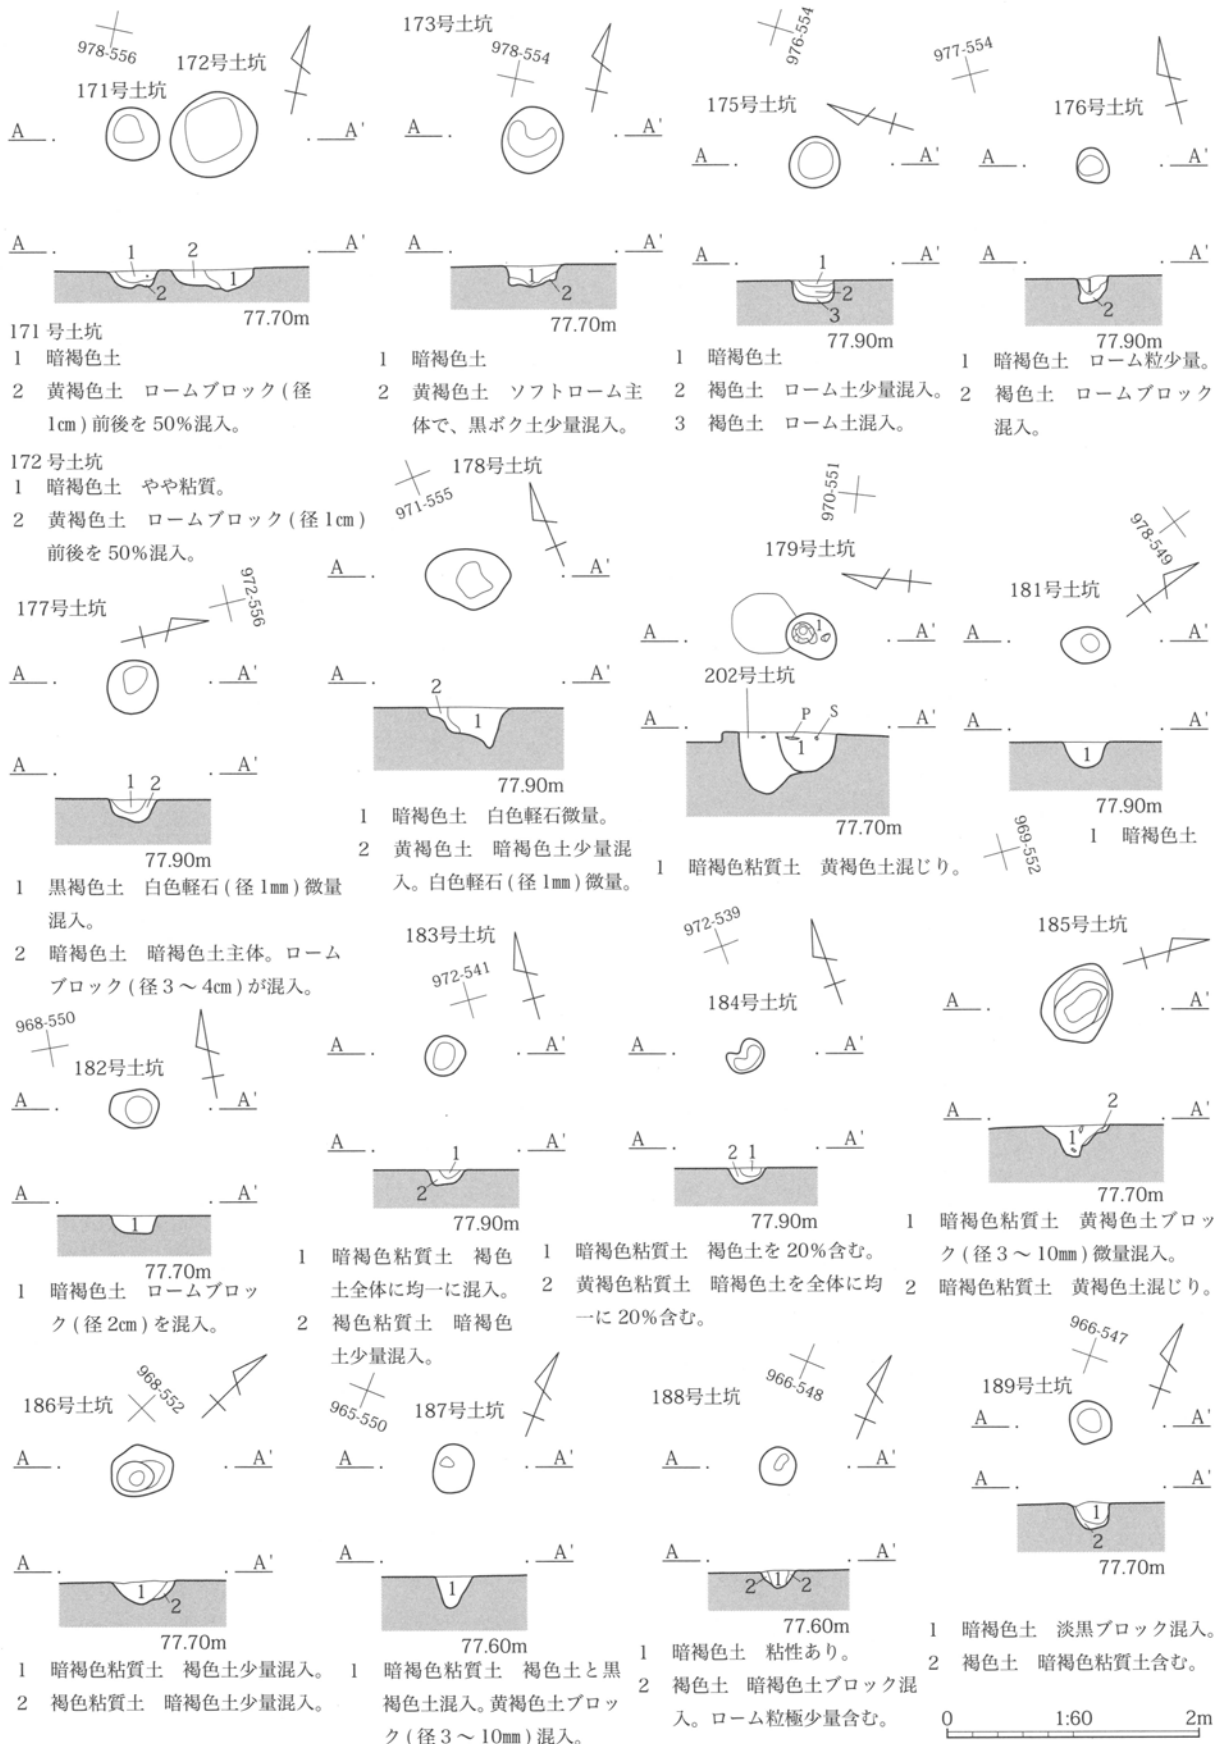 978-556
172号土坑
171号土坑
A A'
A A'
1 2
2 1
77.70m
171 号土坑
1 暗褐色土
2 黄褐色土 ロームブロック(径
1㎝)前後を 50%混入。
172 号土坑
1 暗褐色土 やや粘質。
2 黄褐色土 ロームブロック(径 1㎝)
前後を 50%混入。
173号土坑
978-554
A A'
A A'
1
2
77.70m
1 暗褐色土
2 黄褐色土 ソフトローム主
体で、黒ボク土少量混入。
976-554
175号土坑
A A'
A A'
1
2
3
77.90m
1 暗褐色土
2 褐色土 ローム土少量混入。
3 褐色土 ローム土混入。
977-554
176号土坑
A A'
A A'
1
2
77.90m
1 暗褐色土 ローム粒少量。
2 褐色土 ロームブロック
混入。
972-556
177号土坑
A A'
A A'
1 2
77.90m
1 黒褐色土 白色軽石(径 1㎜)微量
混入。
2 暗褐色土 暗褐色土主体。ローム
ブロック(径 3 ～ 4㎝)が混入。
178号土坑
971-555
A A'
A A'
2
1
77.90m
1 暗褐色土 白色軽石微量。
2 黄褐色土 暗褐色土少量混
入。白色軽石(径 1㎜)微量。
970-551
179号土坑
A A'
1
202号土坑
A A'
P S
1
77.70m
1 暗褐色粘質土 黄褐色土混じり。
978-549
181号土坑
A A'
A A'
1
77.90m
1 暗褐色土
968-550
182号土坑
A A'
A A'
1
77.70m
1 暗褐色土 ロームブロッ
ク(径 2㎝)を混入。
183号土坑
972-541
A A'
A A'
1
2
77.90m
1 暗褐色粘質土 褐色
土全体に均一に混入。
2 褐色粘質土 暗褐色
土少量混入。
972-539
184号土坑
A A'
A A'
2 1
77.90m
1 暗褐色粘質土 褐色土を 20%含む。
2 黄褐色粘質土 暗褐色土を全体に均
一に 20%含む。
969-552
185号土坑
A A'
A A'
2
1
77.70m
1 暗褐色粘質土 黄褐色土ブロッ
ク(径 3 ～ 10㎜)微量混入。
2 暗褐色粘質土 黄褐色土混じり。
968-552
186号土坑
A A'
A A'
1
2
77.70m
1 暗褐色粘質土 褐色土少量混入。
2 褐色粘質土 暗褐色土少量混入。
965-550
187号土坑
A A'
A A'
1
77.60m
1 暗褐色粘質土 褐色土と黒
褐色土混入。黄褐色土ブロッ
ク(径 3 ～ 10㎜)混入。
966-548
188号土坑
A A'
A A'
2 1 2
77.60m
1 暗褐色土 粘性あり。
2 褐色土 暗褐色土ブロック混
入。ローム粒極少量含む。
966-547
189号土坑
A A'
A A'
1
2
77.70m
1 暗褐色土 淡黒ブロック混入。
2 褐色土 暗褐色粘質土含む。
0 1:60 2m